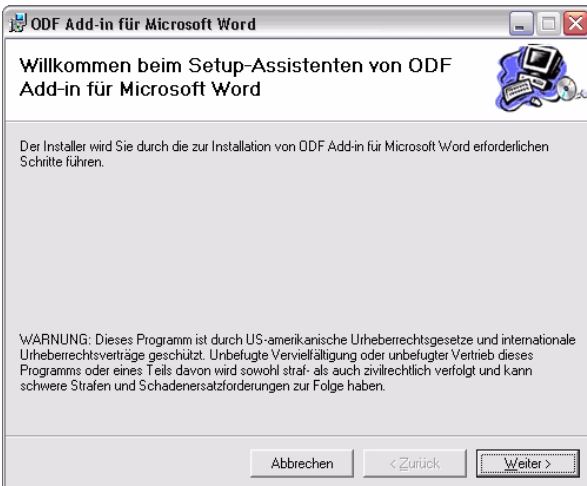 ODF Add-in für Microsoft Word
Willkommen beim Setup-Assistenten von ODF
Add-in für Microsoft Word
Der Installer wird Sie durch die zur Installation von ODF Add-in für Microsoft Word erforderlichen
Schritte führen.
WARNUNG: Dieses Programm ist durch US-amerikanische Urheberrechtsgesetze und internationale
Urheberrechtsverträge geschützt. Unbefugte Vervielfältigung oder unbefugter Vertrieb dieses
Programms oder eines Teils davon wird sowohl straf- als auch zivilrechtlich verfolgt und kann
schwere Strafen und Schadenersatzforderungen zur Folge haben.
Abbrechen < Zurück Weiter >